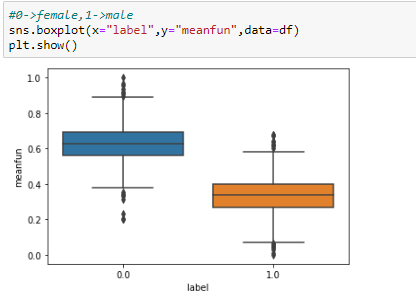 #0->female,1->male
sns.boxplot(x="label",y="meanfun",data=df)
plt.show()
1.0
0.8
0.6
0.4
0.2
0.0
meanfun
0.0 1.0
label